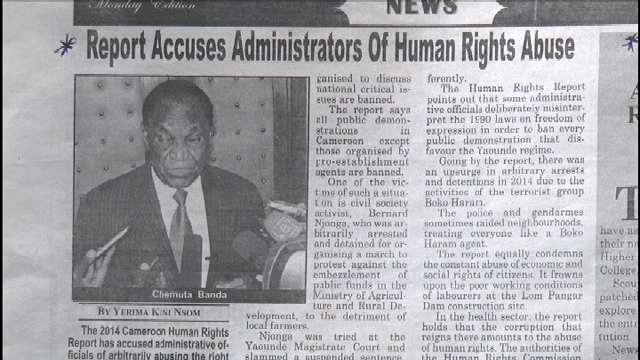 Monday Edition
NEWS
Report Accuses Administrators Of Human Rights Abuse
Chemuta Banda
BY YERIMA KINI NSOM
The 2014 Cameroon Human Rights
Report has accused administrative of-
ficials of arbitrarily abusing the right
ganised to discuss
national critical is-
sues are banned.
The report says
all public demon-
strations in
Cameroon except
those organised by
pro-establishment
agents are banned.
One of the vic-
tims of such a situa-
tion is civil society
activist, Bernard
Njonga, who was ar-
bitrarily arrested
and detained for or-
ganising a march to
protest against the
embezzlement of
public funds in the
Ministry of Agricul-
ture and Rural De-
velopment, to the detriment of
local farmers.
Njonga was tried at the
Yaounde Magistrate Court and
slammed a suspended sentence
ferently.
The Human Rights Report
points out that some administra-
tive officials deliberately misinter-
pret the 1990 laws on freedom of
expression in order to ban every
public demonstration that dis-
favour the Yaounde regime.
Going by the report, there was
an upsurge in arbitrary arrests
and detentions in 2014 due to the
activities of the terrorist group
Boko Haram.
The police and gendarmes
sometimes raided neighbourhoods,
treating everyone like a Boko
Haram agent.
The report equally condemns
the constant abuse of economic and
social rights of citizens. It frowns
upon the poor working conditions
of labourers at the Lom Pangar
Dam construction site.
In the health sector, the report
holds that the corruption that
reigns there amounts to the abuse
of human rights. The authorities of
the Human Rights Commission
T
have as
their
Higher
College
Scou
patched
explore
the en
tution.